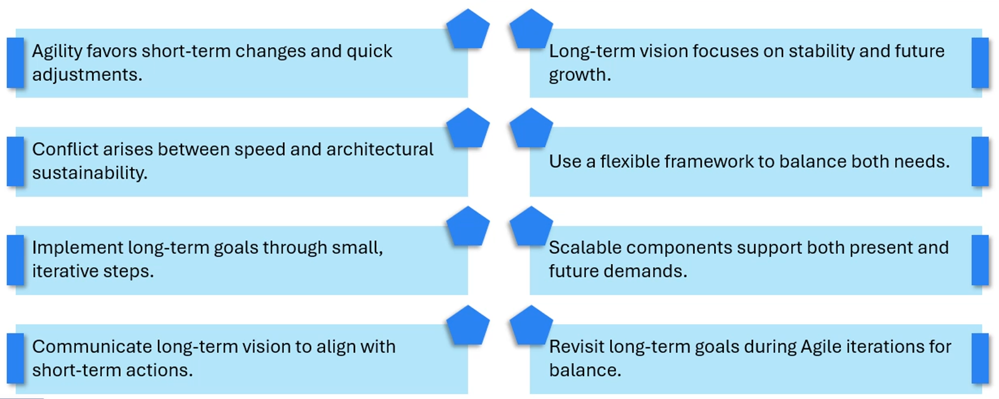 Agility favors short-term changes and quick
adjustments.
Long-term vision focuses on stability and future
growth.
Conflict arises between speed and architectural
sustainability.
Use a flexible framework to balance both needs.
Implement long-term goals through small,
iterative steps.
Scalable components support both present and
future demands.
Communicate long-term vision to align with
short-term actions.
Revisit long-term goals during Agile iterations for
balance.